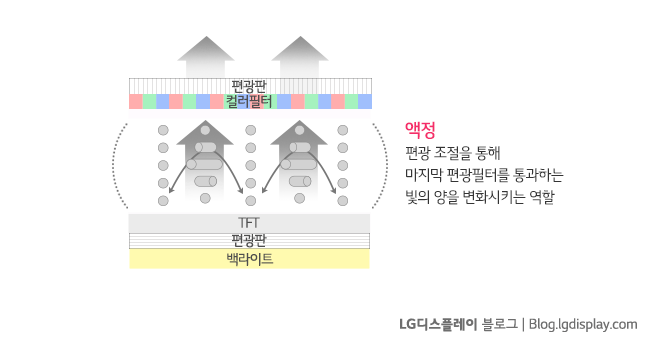 편광판
컬러필터
액정
편광 조절을 통해
마지막 편광필터를 통과하는
빛의 양을 변화시키는 역할
TFT
편광판
백라이트
LG디스플레이 블로그 | Blog.lgdisplay.com